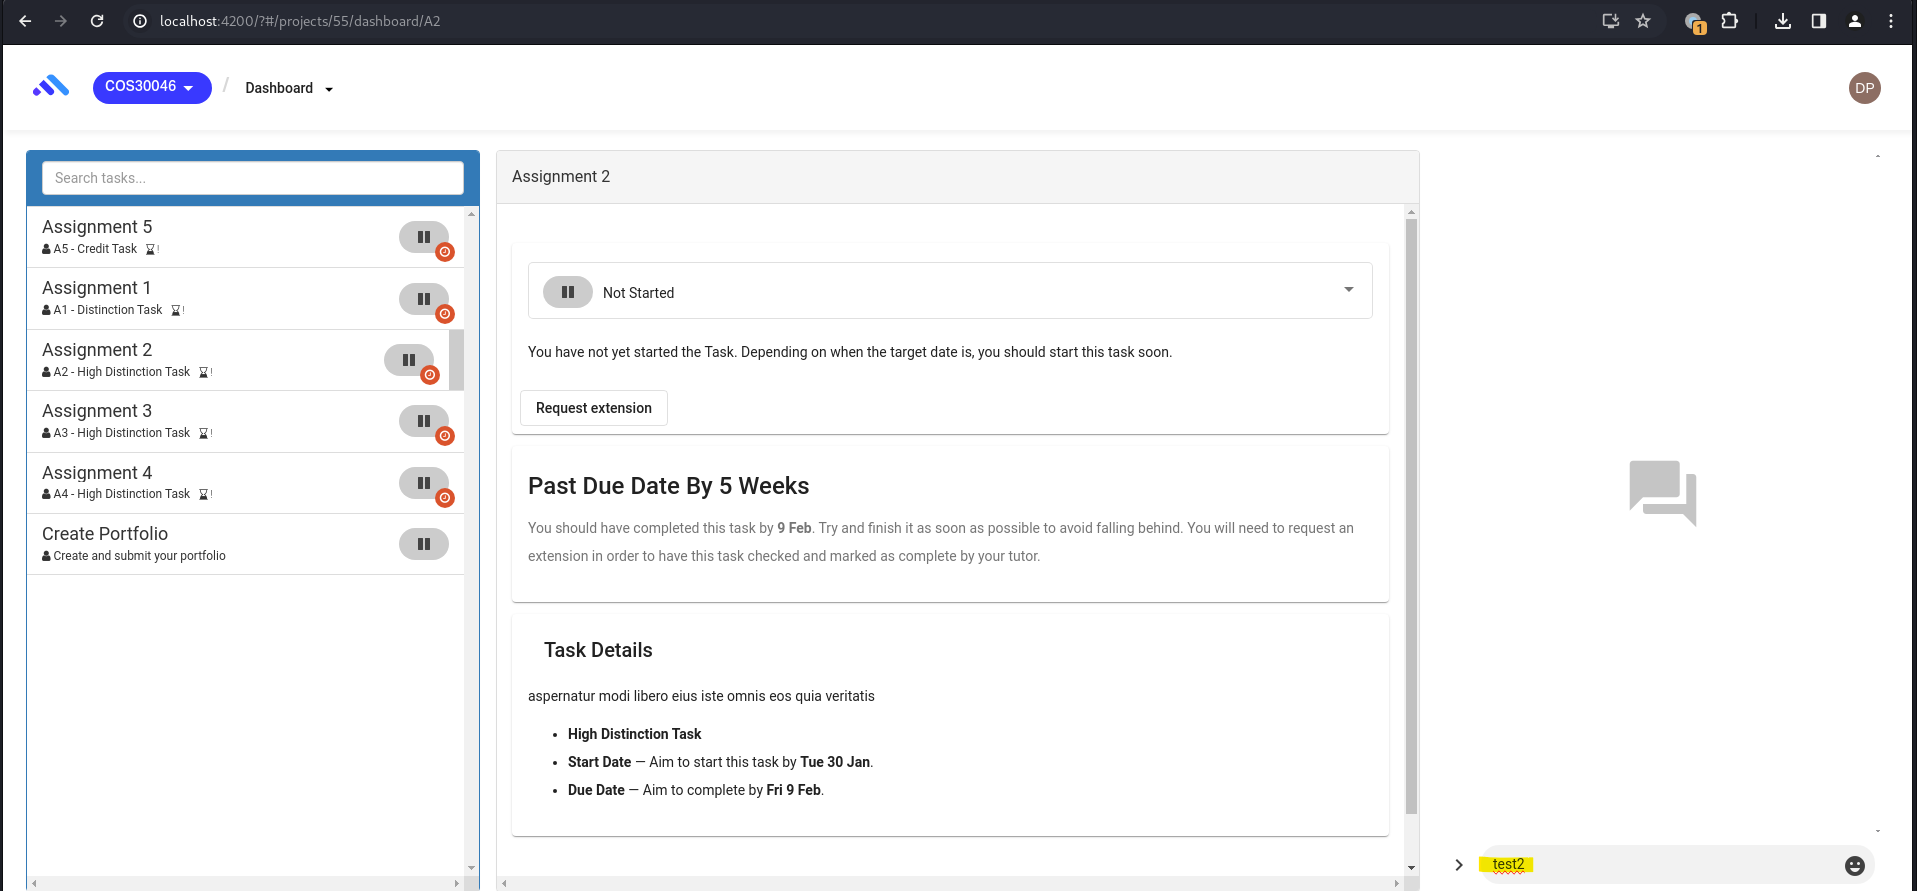 localhost:4200/?#/projects/55/dashboard/A2
1
COS30046 / Dashboard
DP
Search tasks...
Assignment 5
A5 - Credit Task !
Assignment 1
A1 - Distinction Task !
Assignment 2
A2 - High Distinction Task !
Assignment 3
A3 - High Distinction Task !
Assignment 4
A4 - High Distinction Task !
Create Portfolio
Create and submit your portfolio
Assignment 2
Not Started
You have not yet started the Task. Depending on when the target date is, you should start this task soon.
Request extension
Past Due Date By 5 Weeks
You should have completed this task by 9 Feb. Try and finish it as soon as possible to avoid falling behind. You will need to request an
extension in order to have this task checked and marked as complete by your tutor.
Task Details
aspernatur modi libero eius iste omnis eos quia veritatis
• High Distinction Task
• Start Date — Aim to start this task by Tue 30 Jan.
• Due Date — Aim to complete by Fri 9 Feb.
test2